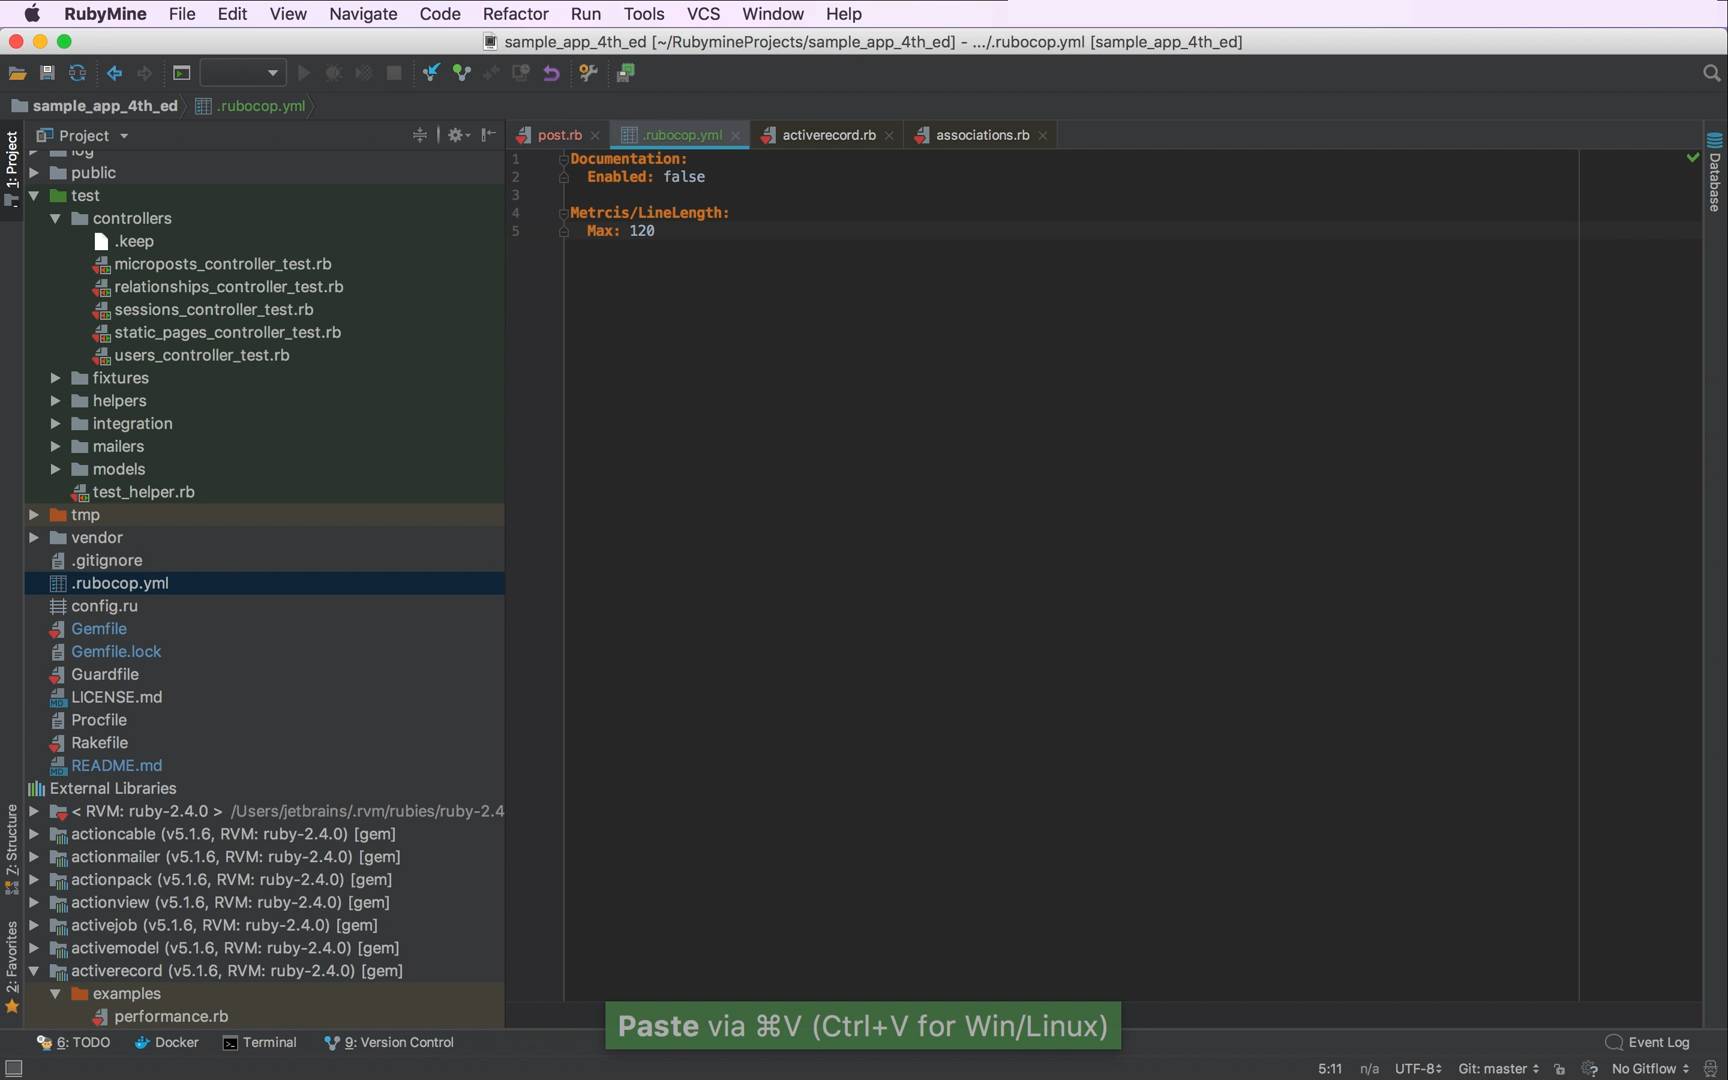 RubyMine File Edit View Navigate Code Refactor Run Tools VCS Window Help
sample_app_4th_ed [~/RubymineProjects/sample_app_4th_ed] - .../.rubocop.yml [sample_app_4th_ed]
sample_app_4th_ed .rubocop.yml
1: Project
Project
post.rb .rubocop.yml activerecord.rb associations.rb
Database
log
public
test
controllers
.keep
microposts_controller_test.rb
relationships_controller_test.rb
sessions_controller_test.rb
static_pages_controller_test.rb
users_controller_test.rb
fixtures
helpers
integration
mailers
models
test_helper.rb
tmp
vendor
.gitignore
.rubocop.yml
config.ru
Gemfile
Gemfile.lock
Guardfile
LICENSE.md
Procfile
Rakefile
README.md
External Libraries
< RVM: ruby-2.4.0 > /Users/jetbrains/.rvm/rubies/ruby-2.4
actioncable (v5.1.6, RVM: ruby-2.4.0) [gem]
actionmailer (v5.1.6, RVM: ruby-2.4.0) [gem]
actionpack (v5.1.6, RVM: ruby-2.4.0) [gem]
actionview (v5.1.6, RVM: ruby-2.4.0) [gem]
activejob (v5.1.6, RVM: ruby-2.4.0) [gem]
activemodel (v5.1.6, RVM: ruby-2.4.0) [gem]
activerecord (v5.1.6, RVM: ruby-2.4.0) [gem]
examples
performance.rb
7: Structure
2: Favorites
1 Documentation:
2 Enabled: false
3
4 Metrcis/LineLength:
5 Max: 120
Paste via ⌘V (Ctrl+V for Win/Linux)
6: TODO Docker Terminal 9: Version Control Event Log
5:11 n/a UTF-8 Git: master No Gitflow